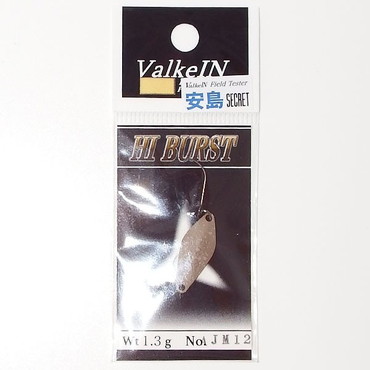 ValkeIN
ValkeIN Field Tester
安島 SECRET
HI BURST
Wt 1.3g No. JM12